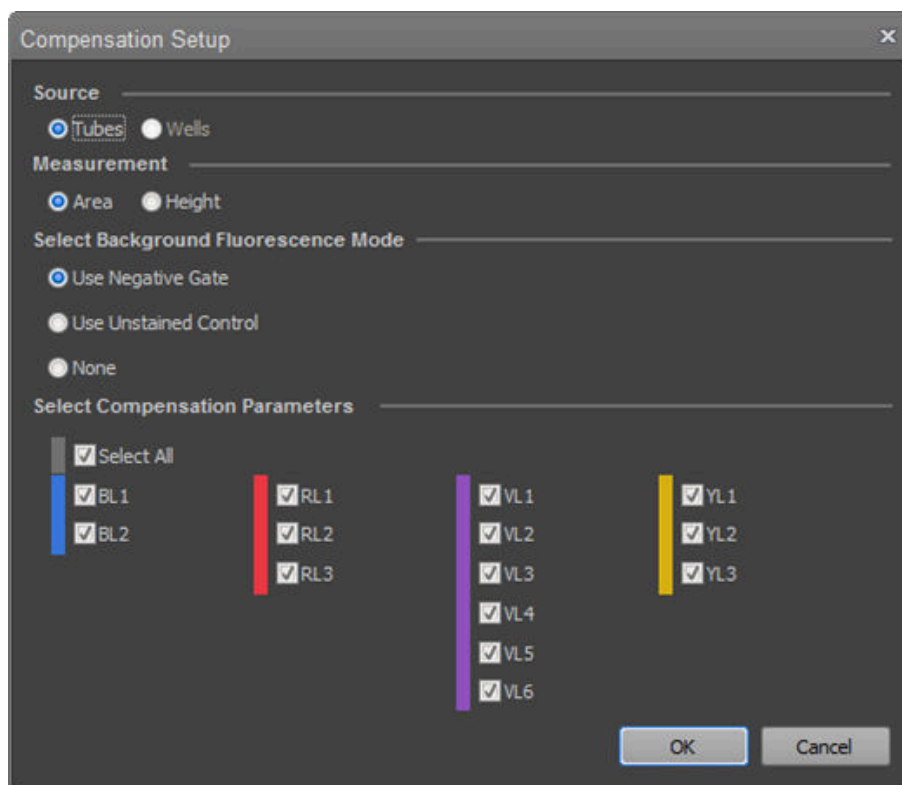 Compensation Setup
Source
Tubes Wells
Measurement
Area Height
Select Background Fluorescence Mode
Use Negative Gate
Use Unstained Control
None
Select Compensation Parameters
Select All
BL1 RL1 VL1 YL1
BL2 RL2 VL2 YL2
RL3 VL3 YL3
VL4
VL5
VL6
OK Cancel